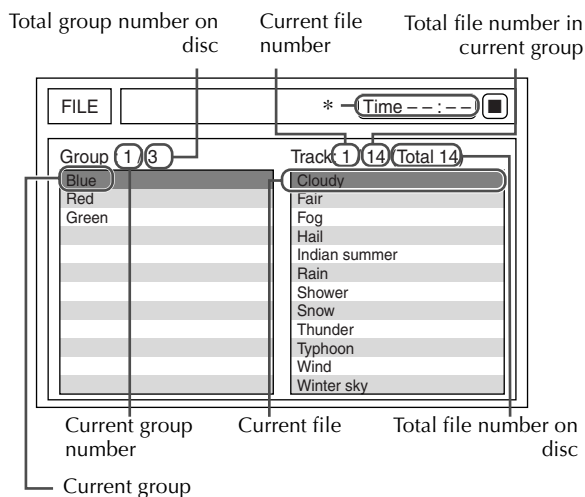 Total group number on
disc
Current file
number
Total file number in
current group
FILE
* Time – – : – –
Group : 1 / 3
Track 1 / 14 (Total 14)
Blue
Red
Green
Cloudy
Fair
Fog
Hail
Indian summer
Rain
Shower
Snow
Thunder
Typhoon
Wind
Winter sky
Current group
number
Current file
Total file number on
disc
Current group